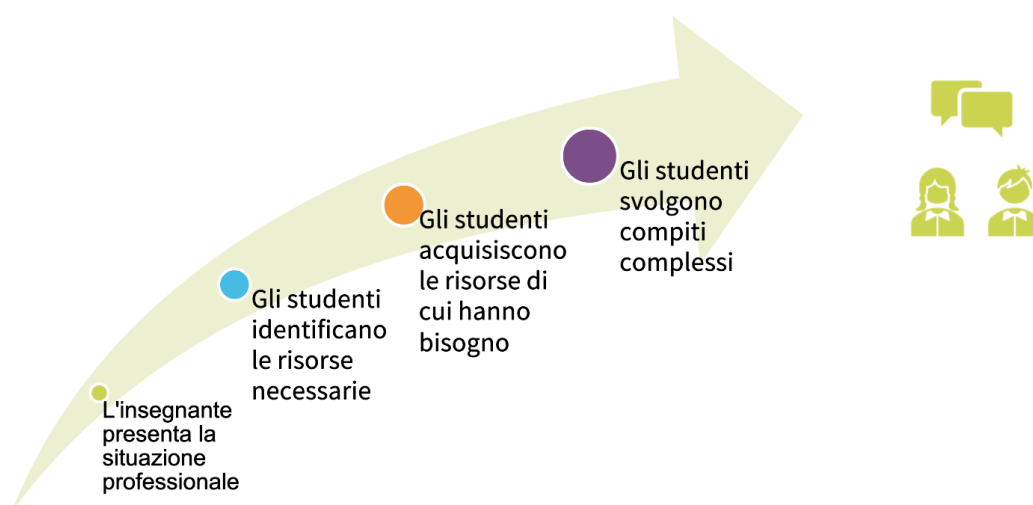 L'insegnante
presenta la
situazione
professionale
Gli studenti
identificano
le risorse
necessarie
Gli studenti
acquisiscono
le risorse di
cui hanno
bisogno
Gli studenti
svolgono
compiti
complessi